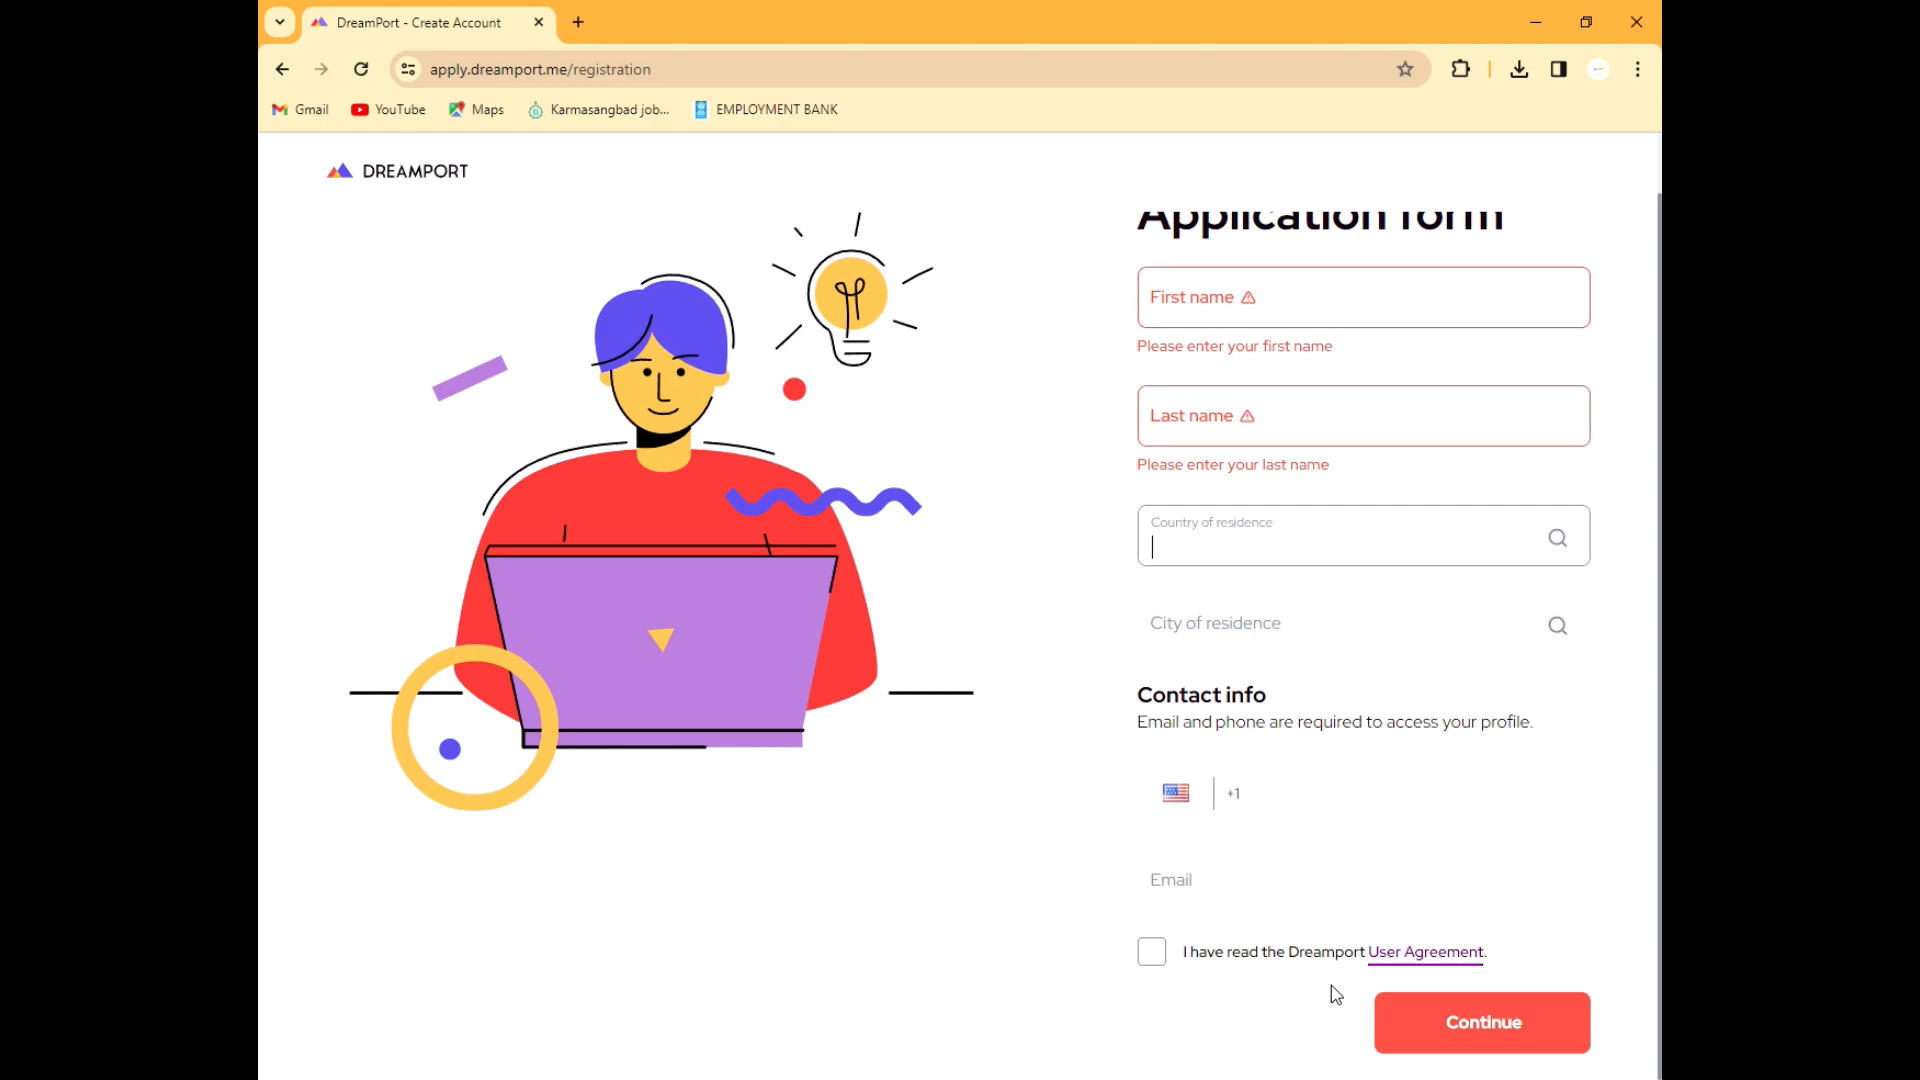 DreamPort - Create Account
apply.dreamport.me/registration
Gmail
YouTube
Maps
Karmasangbad job...
EMPLOYMENT BANK
DREAMPORT
Application form
First name
Please enter your first name
Last name
Please enter your last name
Country of residence
City of residence
Contact info
Email and phone are required to access your profile.
+1
Email
I have read the Dreamport User Agreement.
Continue